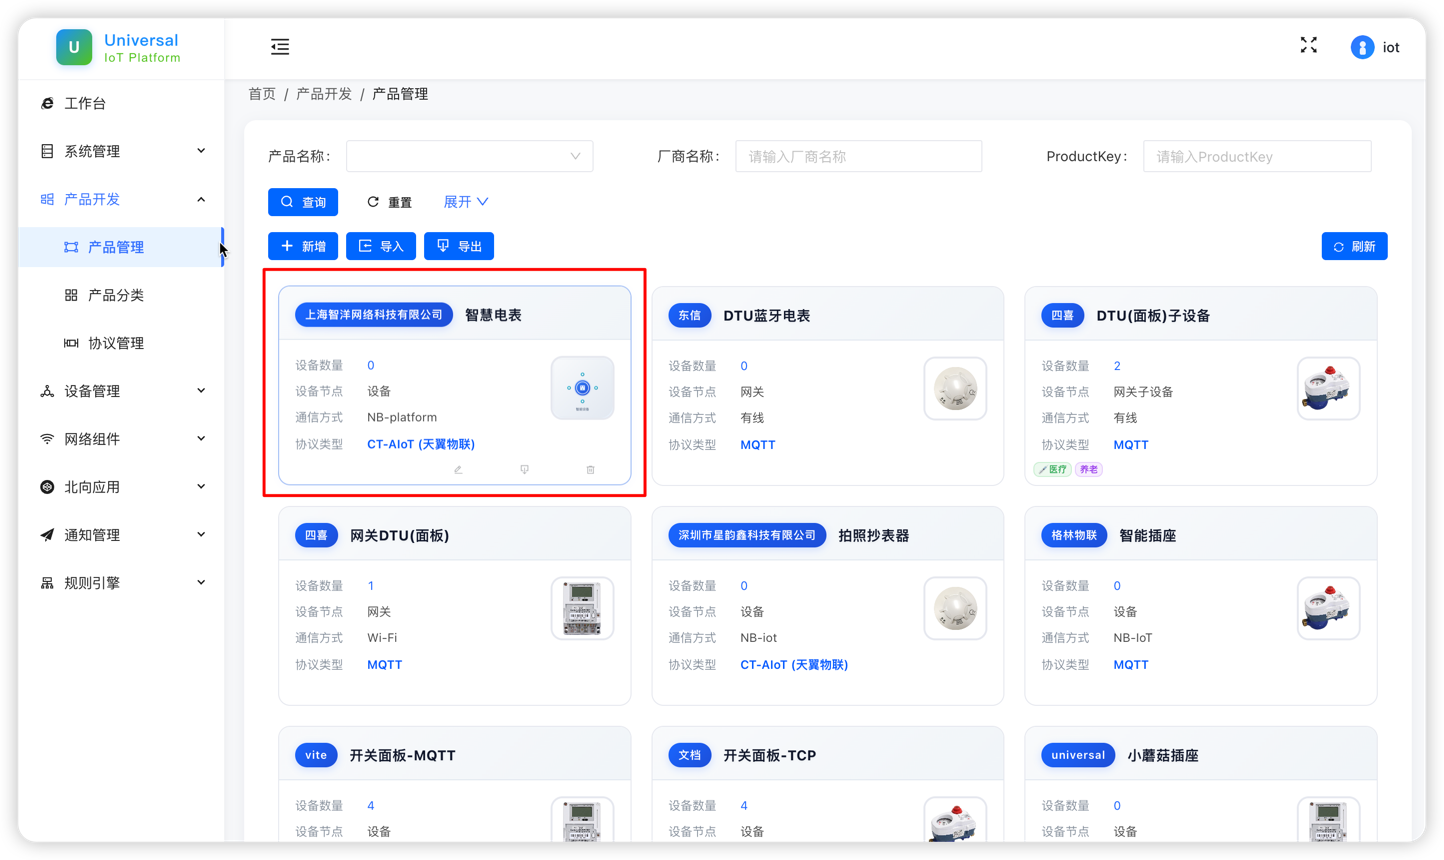 U
Universal
IoT Platform
iot
工作台
系统管理
产品开发
产品管理
产品分类
协议管理
设备管理
网络组件
北向应用
通知管理
规则引擎
首页 / 产品开发 / 产品管理
产品名称:
厂商名称: 请输入厂商名称
ProductKey: 请输入ProductKey
查询 重置 展开
新增 导入 导出 刷新
上海智洋网络科技有限公司 智慧电表
设备数量 0
设备节点 设备
通信方式 NB-platform
协议类型 CT-AIoT (天翼物联)
东信 DTU蓝牙电表
设备数量 0
设备节点 网关
通信方式 有线
协议类型 MQTT
四喜 DTU(面板)子设备
设备数量 2
设备节点 网关子设备
通信方式 有线
协议类型 MQTT
医疗 养老
四喜 网关DTU(面板)
设备数量 1
设备节点 网关
通信方式 Wi-Fi
协议类型 MQTT
深圳市星韵鑫科技有限公司 拍照抄表器
设备数量 0
设备节点 设备
通信方式 NB-iot
协议类型 CT-AIoT (天翼物联)
格林物联 智能插座
设备数量 0
设备节点 设备
通信方式 NB-IoT
协议类型 MQTT
vite 开关面板-MQTT
设备数量 4
设备节点 设备
文档 开关面板-TCP
设备数量 4
设备节点 设备
universal 小蘑菇插座
设备数量 0
设备节点 设备